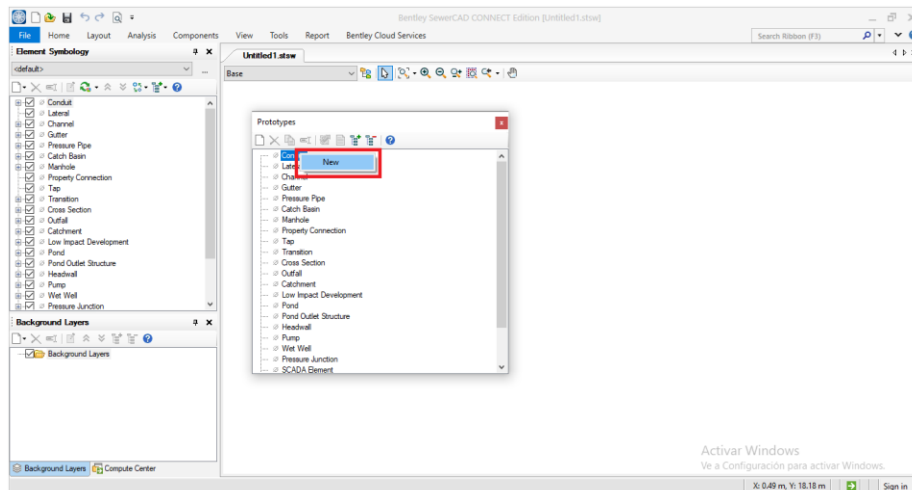 Bentley SewerCAD CONNECT Edition [Untitled1.stsw]
File Home Layout Analysis Components View Tools Report Bentley Cloud Services Search Ribbon (F3)
Element Symbology
<default>
Conduit
Lateral
Channel
Gutter
Pressure Pipe
Catch Basin
Manhole
Property Connection
Tap
Transition
Cross Section
Outfall
Catchment
Low Impact Development
Pond
Pond Outlet Structure
Headwall
Pump
Wet Well
Pressure Junction
Background Layers
Background Layers
Background Layers Compute Center
Untitled1.stsw
Base
Prototypes
New
Gutter
Pressure Pipe
Catch Basin
Manhole
Property Connection
Tap
Transition
Cross Section
Outfall
Catchment
Low Impact Development
Pond
Pond Outlet Structure
Headwall
Pump
Wet Well
Pressure Junction
SCADA Element
Activar Windows
Ve a Configuración para activar Windows.
X: 0.49 m, Y: 18.18 m Sign in